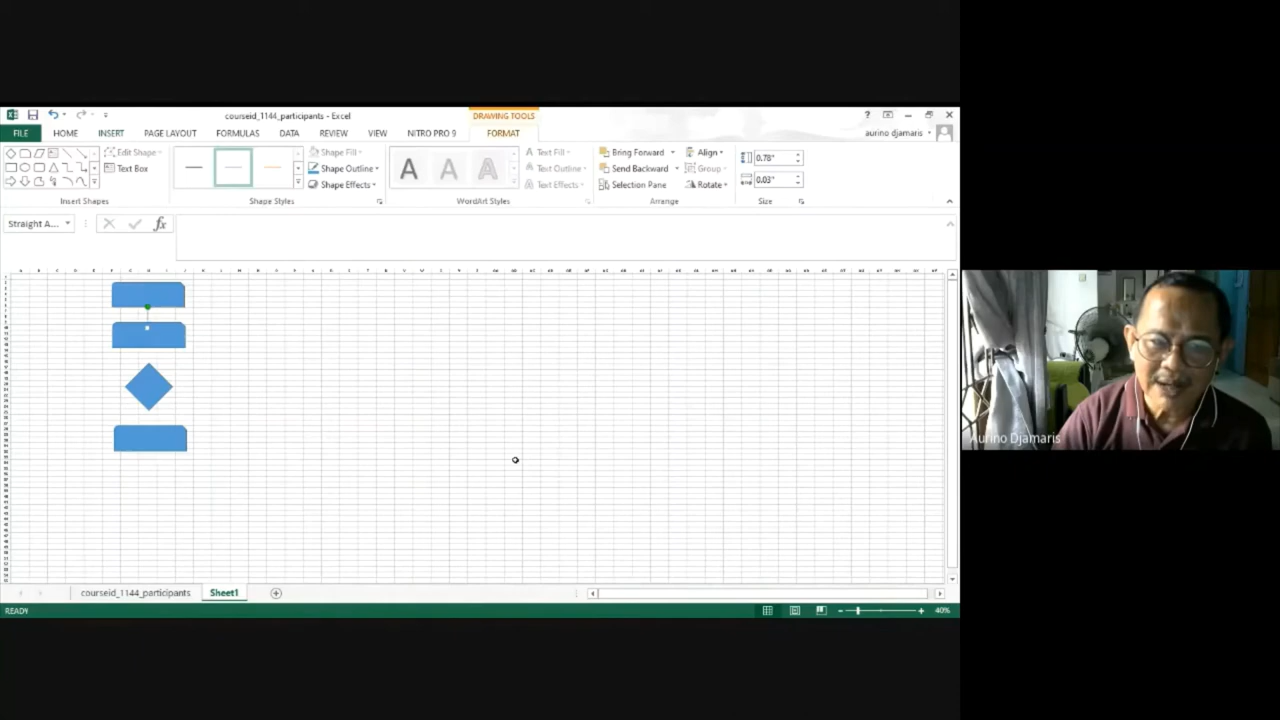 courseid_1144_participants - Excel
DRAWING TOOLS
FILE HOME INSERT PAGE LAYOUT FORMULAS DATA REVIEW VIEW NITRO PRO 9 FORMAT
aurino djamaris
Edit Shape
Text Box
Insert Shapes
Shape Fill
Shape Outline
Shape Effects
Shape Styles
A A A
Text Fill
Text Outline
Text Effects
WordArt Styles
Bring Forward
Send Backward
Selection Pane
Align
Group
Rotate
Arrange
0.78"
0.03"
Size
Straight A...
fx
Aurino Djamaris
courseid_1144_participants Sheet1
READY
40%